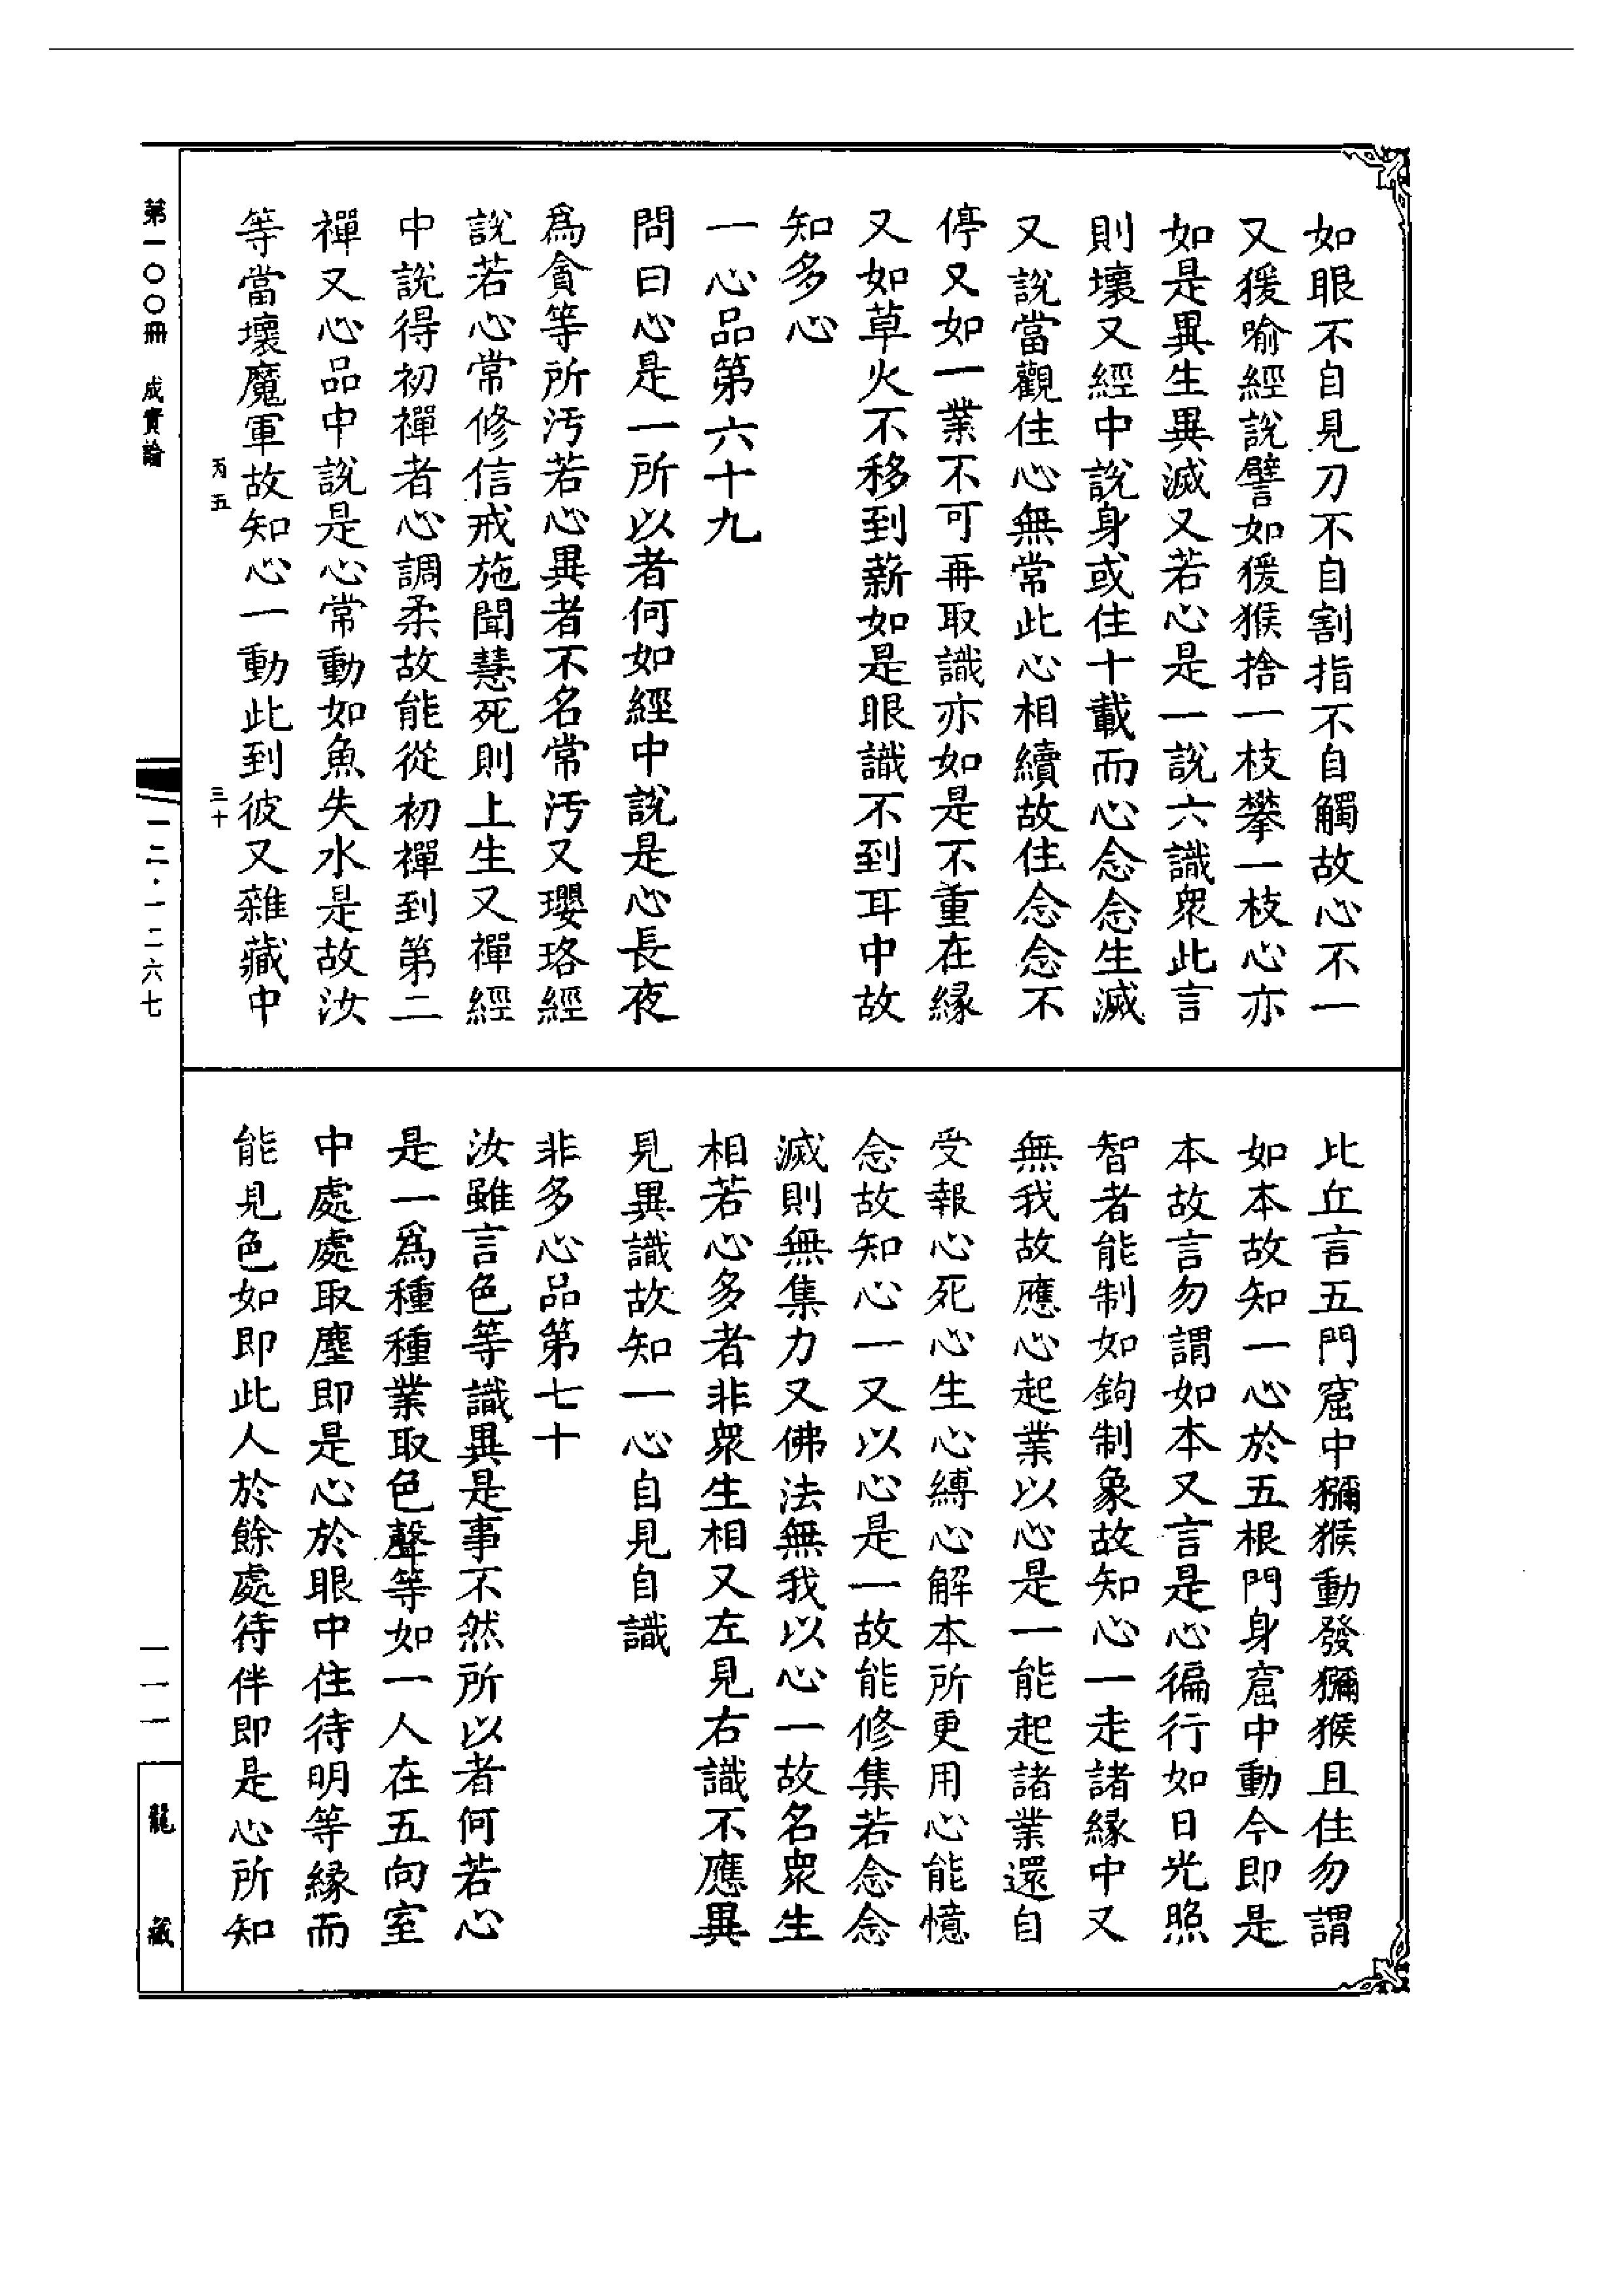 如眼不自見刀不自割指不自觸故心不一
又猨喻經說譬如猨猴捨一枝攀一枝心亦
如是異生異滅又若心是一說六識眾此言
則壞又經中說身或住十載而心念念生滅
又說當觀住心無常此心相續故住念念不
停又如一業不可再取識亦如是不重在緣
又如草火不移到薪如是眼識不到耳中故
知多心
一心品第六十九
問曰心是一所以者何如經中說是心長夜
爲貪等所汚若心異者不名常汚又瓔珞經
說若心常修信戒施聞慧死則上生又禪經
中說得初禪者心調柔故能從初禪到第二
禪又心品中說是心常動如魚失水是故汝
等當壞魔軍故知心一動此到彼又雜藏中
比丘言五門窟中獼猴動發獼猴且住勿謂
如本故知一心於五根門身窟中動今即是
本故言勿謂如本又言是心徧行如日光照
智者能制如鉤制象故知心一走諸緣中又
無我故應心起業以心是一能起諸業還自
受報心死心生心縛心解本所更用心能憶
念故知心一又以心是一故能修集若念念
滅則無集力又佛法無我以心一故名眾生
相若心多者非眾生相又左見右識不應異
見異識故知一心自見自識
非多心品第七十
汝雖言色等識異是事不然所以者何若心
是一爲種種業取色聲等如一人在五向室
中處處取塵即是心於眼中住待明等緣而
能見色如即此人於餘處待伴即是心所知
丙五
三十
第一〇〇冊 成實論
一二·一二六七
一一一
龍藏